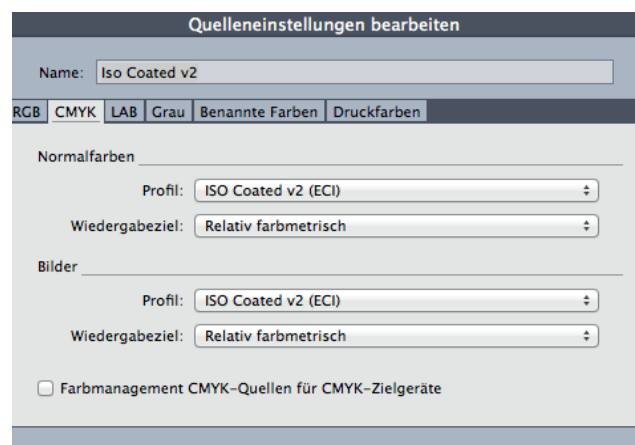 Quelleneinstellungen bearbeiten
Name: Iso Coated v2
RGB CMYK LAB Grau Benannte Farben Druckfarben
Normalfarben
Profil: ISO Coated v2 (ECI)
Wiedergabeziel: Relativ farbmetrisch
Bilder
Profil: ISO Coated v2 (ECI)
Wiedergabeziel: Relativ farbmetrisch
Farbmanagement CMYK-Quellen für CMYK-Zielgeräte